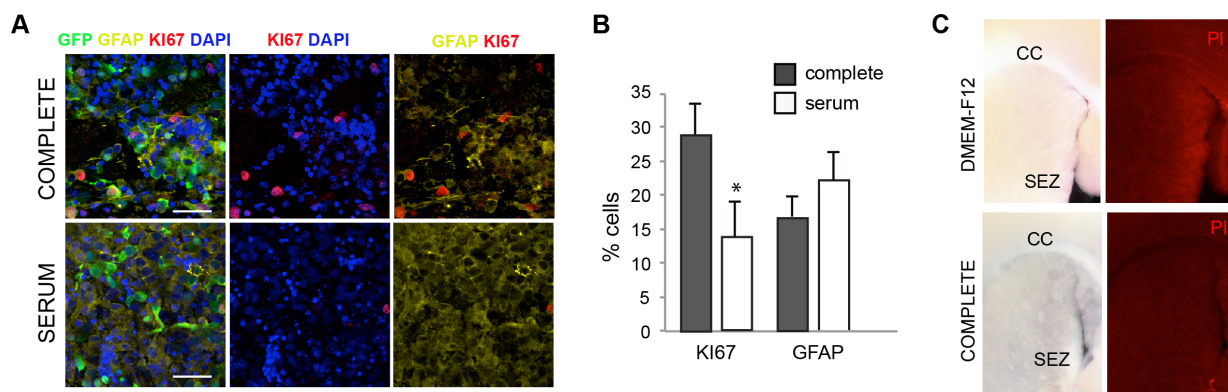 A
GFP GFAP KI67 DAPI
KI67 DAPI
GFAP KI67
COMPLETE
SERUM
B
complete
serum
% cells
35
30
25
20
15
10
5
0
*
KI67
GFAP
C
DMEM-F12
CC
SEZ
PI
COMPLETE
CC
SEZ
PI